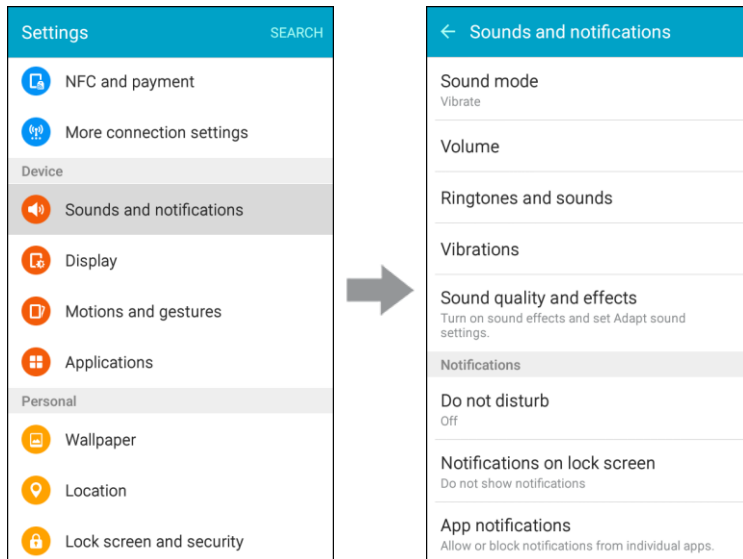 Settings
SEARCH
NFC and payment
More connection settings
Device
Sounds and notifications
Display
Motions and gestures
Applications
Personal
Wallpaper
Location
Lock screen and security
Sounds and notifications
Sound mode
Vibrate
Volume
Ringtones and sounds
Vibrations
Sound quality and effects
Turn on sound effects and set Adapt sound
settings.
Notifications
Do not disturb
Off
Notifications on lock screen
Do not show notifications
App notifications
Allow or block notifications from individual apps.